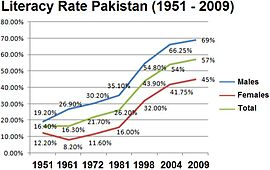 Literacy Rate Pakistan (1951 - 2009)
80.00%
70.00%
60.00%
50.00%
40.00%
30.00%
20.00%
10.00%
0.00%
19.20% 26.90% 30.20% 35.10% 54.80% 66.25% 69%
16.40% 16.30% 21.70% 26.20% 43.90% 54% 57%
12.20% 8.20% 11.60% 16.00% 32.00% 41.75% 45%
1951 1961 1972 1981 1998 2004 2009
Males
Females
Total